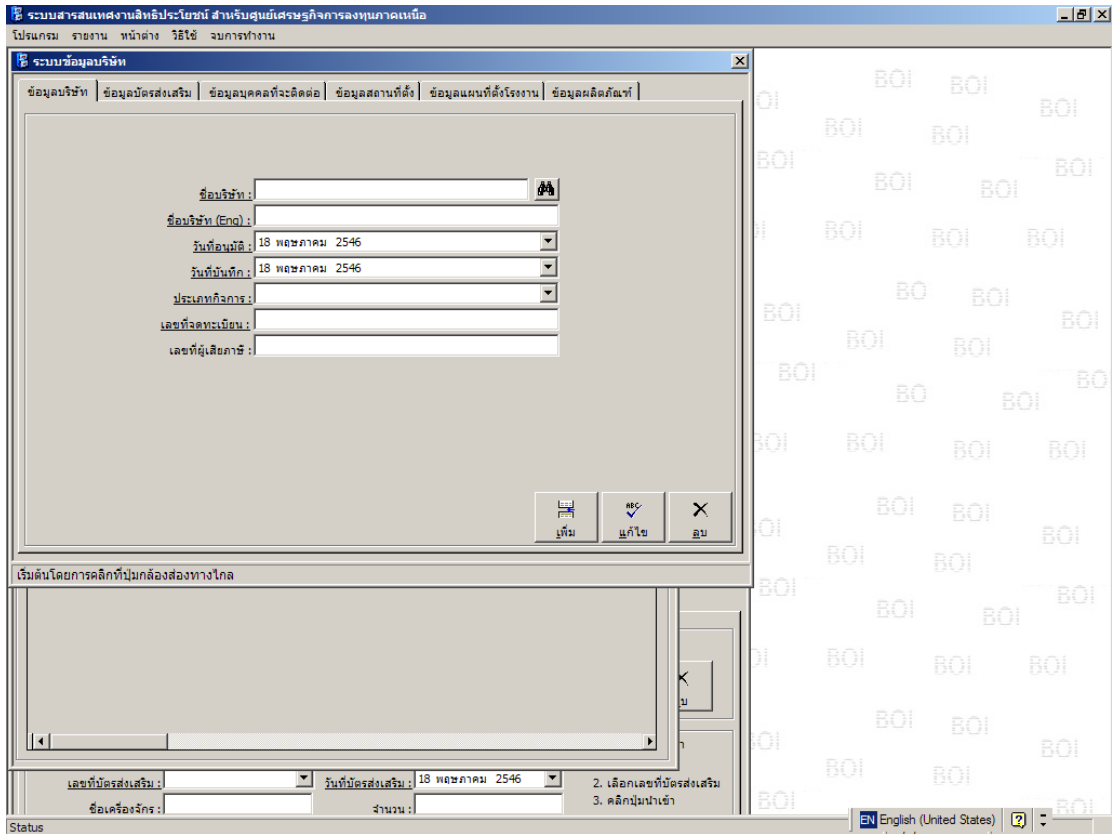 ระบบสารสนเทศงานสิทธิประโยชน์ สำหรับศูนย์เศรษฐกิจการลงทุนภาคเหนือ
โปรแกรม รายงาน หน้าต่าง วิธีใช้ จบการทำงาน
ระบบข้อมูลบริษัท
ข้อมูลบริษัท ข้อมูลบัตรส่งเสริม ข้อมูลบุคคลที่จะติดต่อ ข้อมูลสถานที่ตั้ง ข้อมูลแผนที่ตั้งโรงงาน ข้อมูลผลิตภัณฑ์
ชื่อบริษัท :
ชื่อบริษัท (Eng) :
วันที่อนุมัติ : 18 พฤษภาคม 2546
วันที่บันทึก : 18 พฤษภาคม 2546
ประเภทกิจการ :
เลขที่จดทะเบียน :
เลขที่ผู้เสียภาษี :
เพิ่ม แก้ไข ลบ
เริ่มต้นโดยการคลิกที่ปุ่มกล้องส่องทางไกล
เลขที่บัตรส่งเสริม : วันที่บัตรส่งเสริม : 18 พฤษภาคม 2546 2. เลือกเลขที่บัตรส่งเสริม
ชื่อเครื่องจักร : จำนวน : 3. คลิกปุ่มนำเข้า
Status
EN English (United States)
BOI